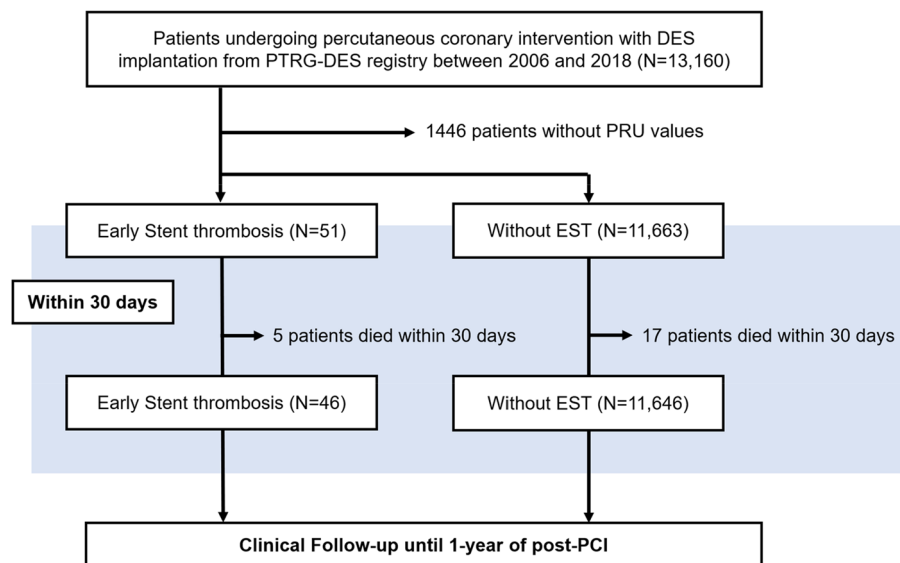 Patients undergoing percutaneous coronary intervention with DES
implantation from PTRG-DES registry between 2006 and 2018 (N=13,160)
1446 patients without PRU values
Early Stent thrombosis (N=51)
Without EST (N=11,663)
Within 30 days
5 patients died within 30 days
17 patients died within 30 days
Early Stent thrombosis (N=46)
Without EST (N=11,646)
Clinical Follow-up until 1-year of post-PCI